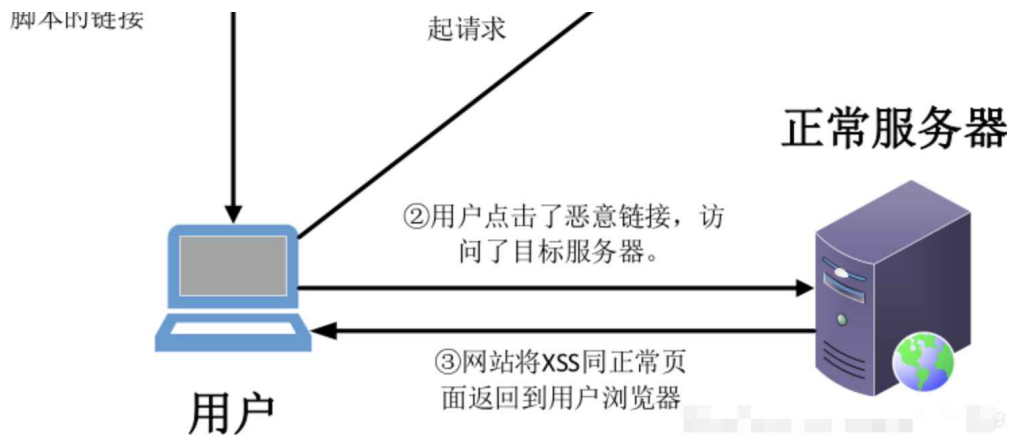 脚本的链接
起请求
正常服务器
②用户点击了恶意链接，访
问了目标服务器。
③网站将XSS同正常页
面返回到用户浏览器
用户